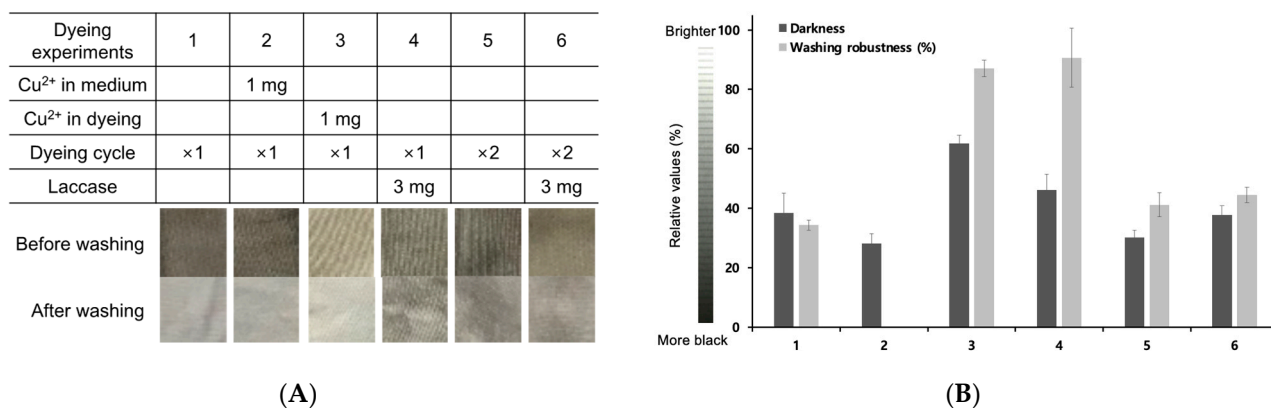 Dyeing experiments 1 2 3 4 5 6
Cu²⁺ in medium 1 mg
Cu²⁺ in dyeing 1 mg
Dyeing cycle ×1 ×1 ×1 ×1 ×2 ×2
Laccase 3 mg 3 mg
Before washing
After washing
(A)
Brighter
More black
Relative values (%)
100
80
60
40
20
0
Darkness
Washing robustness (%)
1 2 3 4 5 6
(B)